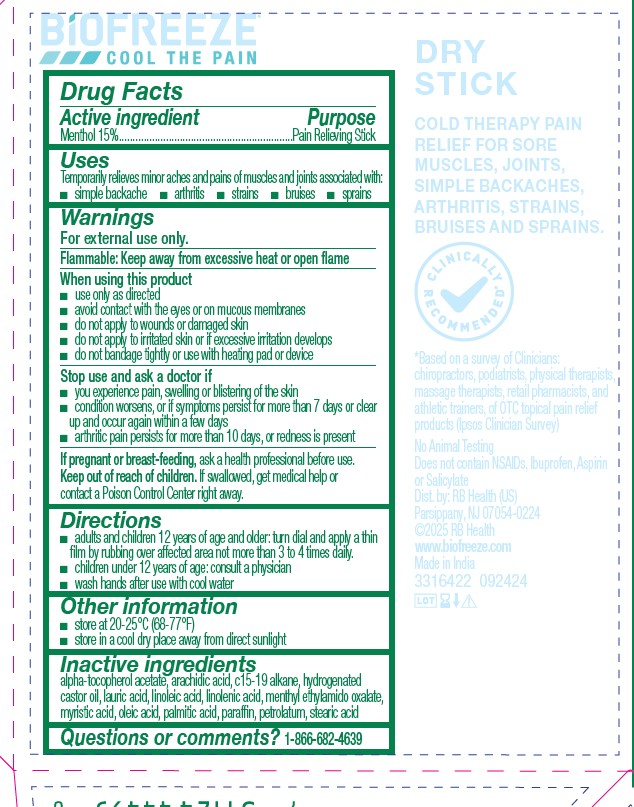 BIOFREEZE
COOL THE PAIN
Drug Facts
Active ingredient Purpose
Menthol 15%..............................................................Pain Relieving Stick
Uses
Temporarily relieves minor aches and pains of muscles and joints associated with:
■ simple backache ■ arthritis ■ strains ■ bruises ■ sprains
Warnings
For external use only.
Flammable: Keep away from excessive heat or open flame
When using this product
■ use only as directed
■ avoid contact with the eyes or on mucous membranes
■ do not apply to wounds or damaged skin
■ do not apply to irritated skin or if excessive irritation develops
■ do not bandage tightly or use with heating pad or device
Stop use and ask a doctor if
■ you experience pain, swelling or blistering of the skin
■ condition worsens, or if symptoms persist for more than 7 days or clear
up and occur again within a few days
■ arthritic pain persists for more than 10 days, or redness is present
If pregnant or breast-feeding, ask a health professional before use.
Keep out of reach of children. If swallowed, get medical help or
contact a Poison Control Center right away.
Directions
■ adults and children 12 years of age and older: turn dial and apply a thin
film by rubbing over affected area not more than 3 to 4 times daily.
■ children under 12 years of age: consult a physician
■ wash hands after use with cool water
Other information
■ store at 20-25°C (68-77°F)
■ store in a cool dry place away from direct sunlight
Inactive ingredients
alpha-tocopherol acetate, arachidic acid, c15-19 alkane, hydrogenated
castor oil, lauric acid, linoleic acid, linolenic acid, menthyl ethylamido oxalate,
myristic acid, oleic acid, palmitic acid, paraffin, petrolatum, stearic acid
Questions or comments? 1-866-682-4639
DRY
STICK
COLD THERAPY PAIN
RELIEF FOR SORE
MUSCLES, JOINTS,
SIMPLE BACKACHES,
ARTHRITIS, STRAINS,
BRUISES AND SPRAINS.
CLINICALLY
RECOMMENDED*
*Based on a survey of Clinicians:
chiropractors, podiatrists, physical therapists,
massage therapists, retail pharmacists, and
athletic trainers, of OTC topical pain relief
products (Ipsos Clinician Survey)
No Animal Testing
Does not contain NSAIDs, Ibuprofen, Aspirin
or Salicylate
Dist. by: RB Health (US)
Parsippany, NJ 07054-0224
©2025 RB Health
www.biofreeze.com
Made in India
3316422 092424
LOT